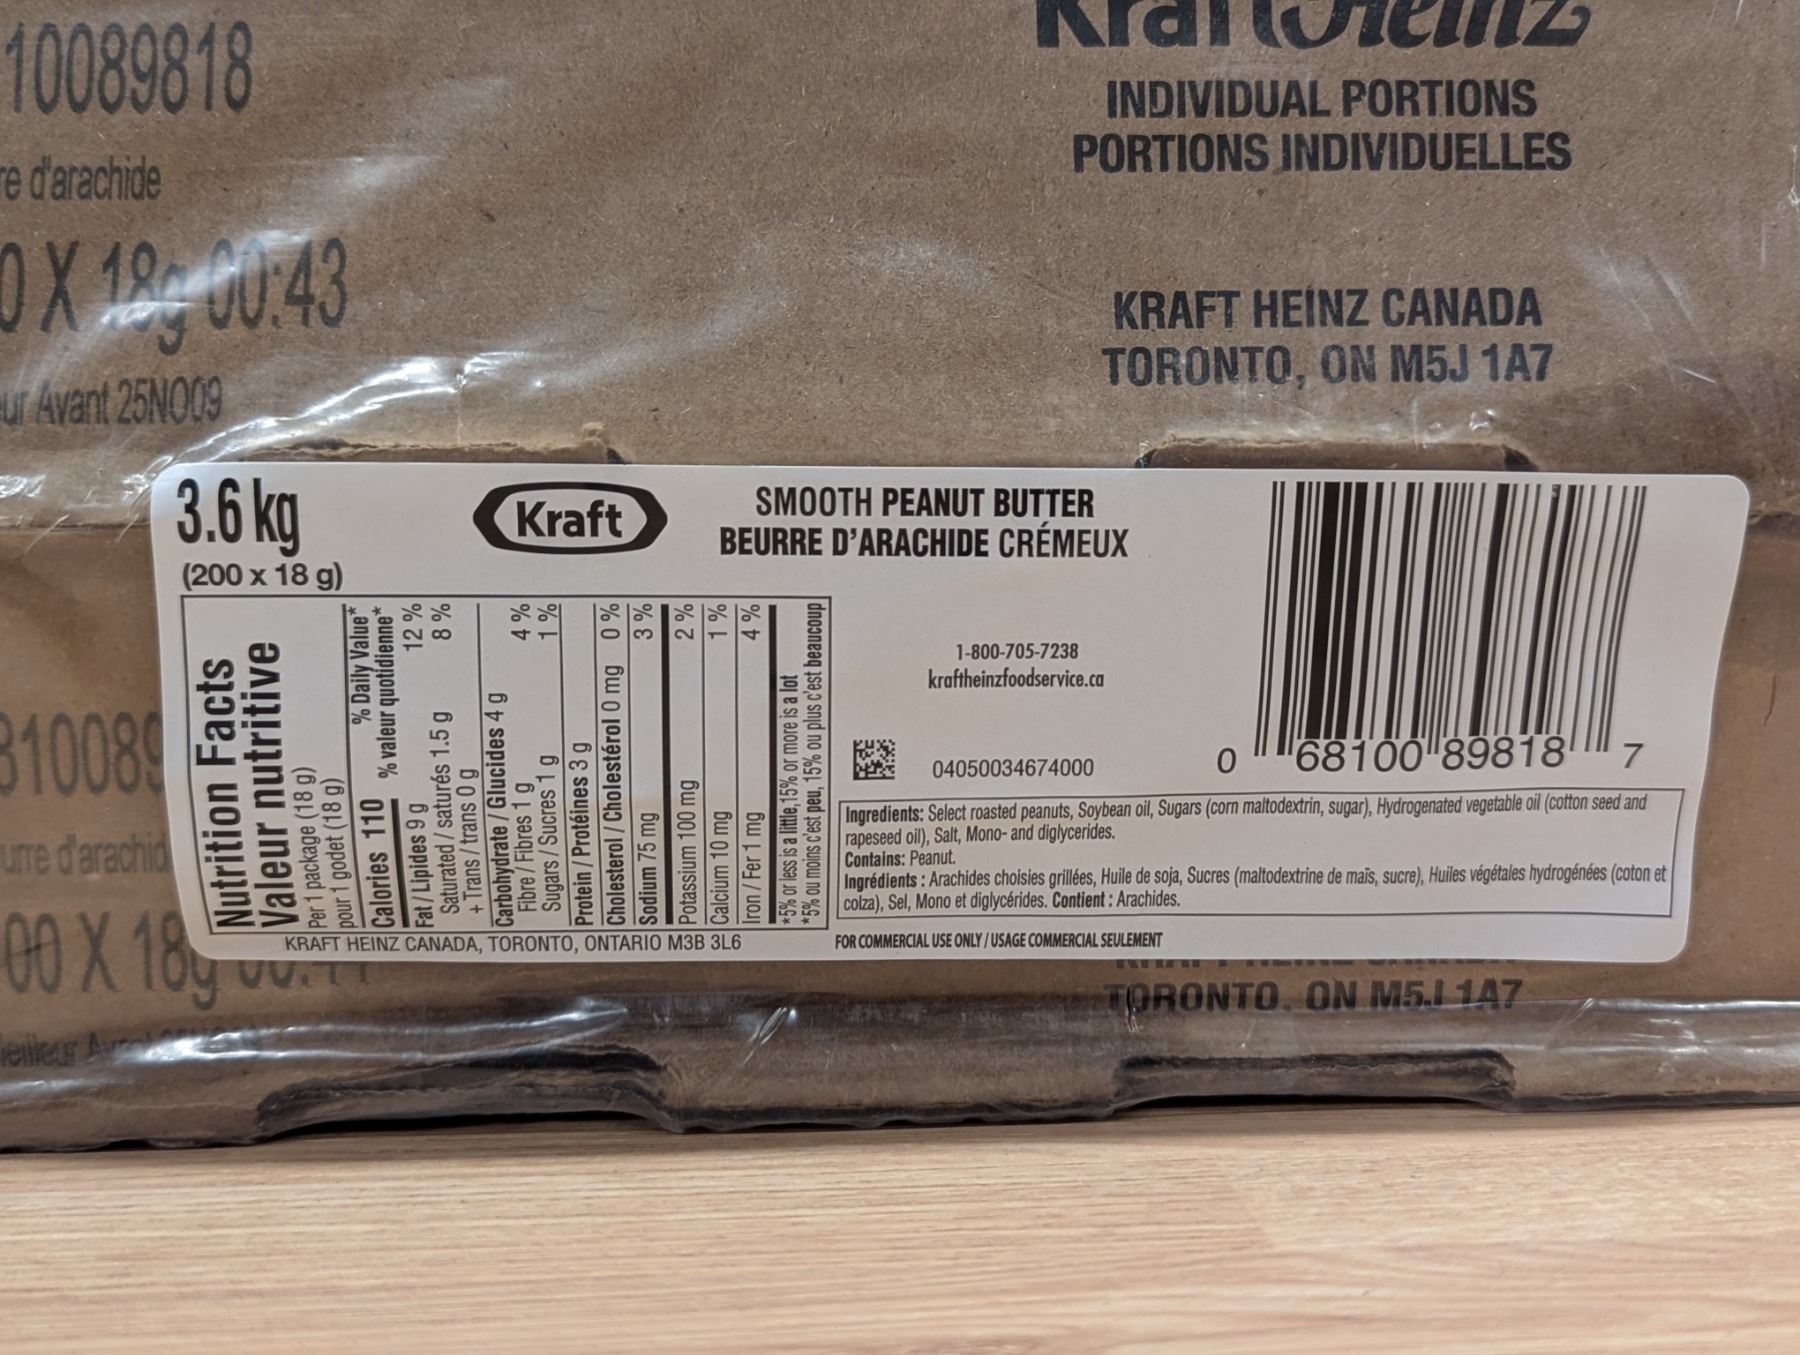 10089818
d'arachide
X 18g 00:43
Avant 25NO09
KraftHeinz
INDIVIDUAL PORTIONS
PORTIONS INDIVIDUELLES
KRAFT HEINZ CANADA
TORONTO, ON M5J 1A7
3.6 kg
(200 x 18 g)
Kraft
SMOOTH PEANUT BUTTER
BEURRE D'ARACHIDE CRÉMEUX
Nutrition Facts
Valeur nutritive
Per 1 package (18 g)
pour 1 godet (18 g)
% Daily Value*
Calories 110 % valeur quotidienne*
Fat / Lipides 9 g 12 %
Saturated / saturés 1.5 g 8 %
+ Trans / trans 0 g
Carbohydrate / Glucides 4 g
Fibre / Fibres 1 g 4 %
Sugars / Sucres 1 g 1 %
Protein / Protéines 3 g
Cholesterol / Cholestérol 0 mg 0 %
Sodium 75 mg 3 %
Potassium 100 mg 2 %
Calcium 10 mg 1 %
Iron / Fer 1 mg 4 %
*5% or less is a little, 15% or more is a lot
*5% ou moins c'est peu, 15% ou plus c'est beaucoup
KRAFT HEINZ CANADA, TORONTO, ONTARIO M3B 3L6
1-800-705-7238
kraftheinzfoodservice.ca
04050034674000
0 68100 89818 7
Ingredients: Select roasted peanuts, Soybean oil, Sugars (corn maltodextrin, sugar), Hydrogenated vegetable oil (cotton seed and
rapeseed oil), Salt, Mono- and diglycerides.
Contains: Peanut.
Ingrédients : Arachides choisies grillées, Huile de soja, Sucres (maltodextrine de maïs, sucre), Huiles végétales hydrogénées (coton et
colza), Sel, Mono et diglycérides. Contient : Arachides.
FOR COMMERCIAL USE ONLY / USAGE COMMERCIAL SEULEMENT
31008
d'arachid
00 X 18g
TORONTO, ON M5J 1A7